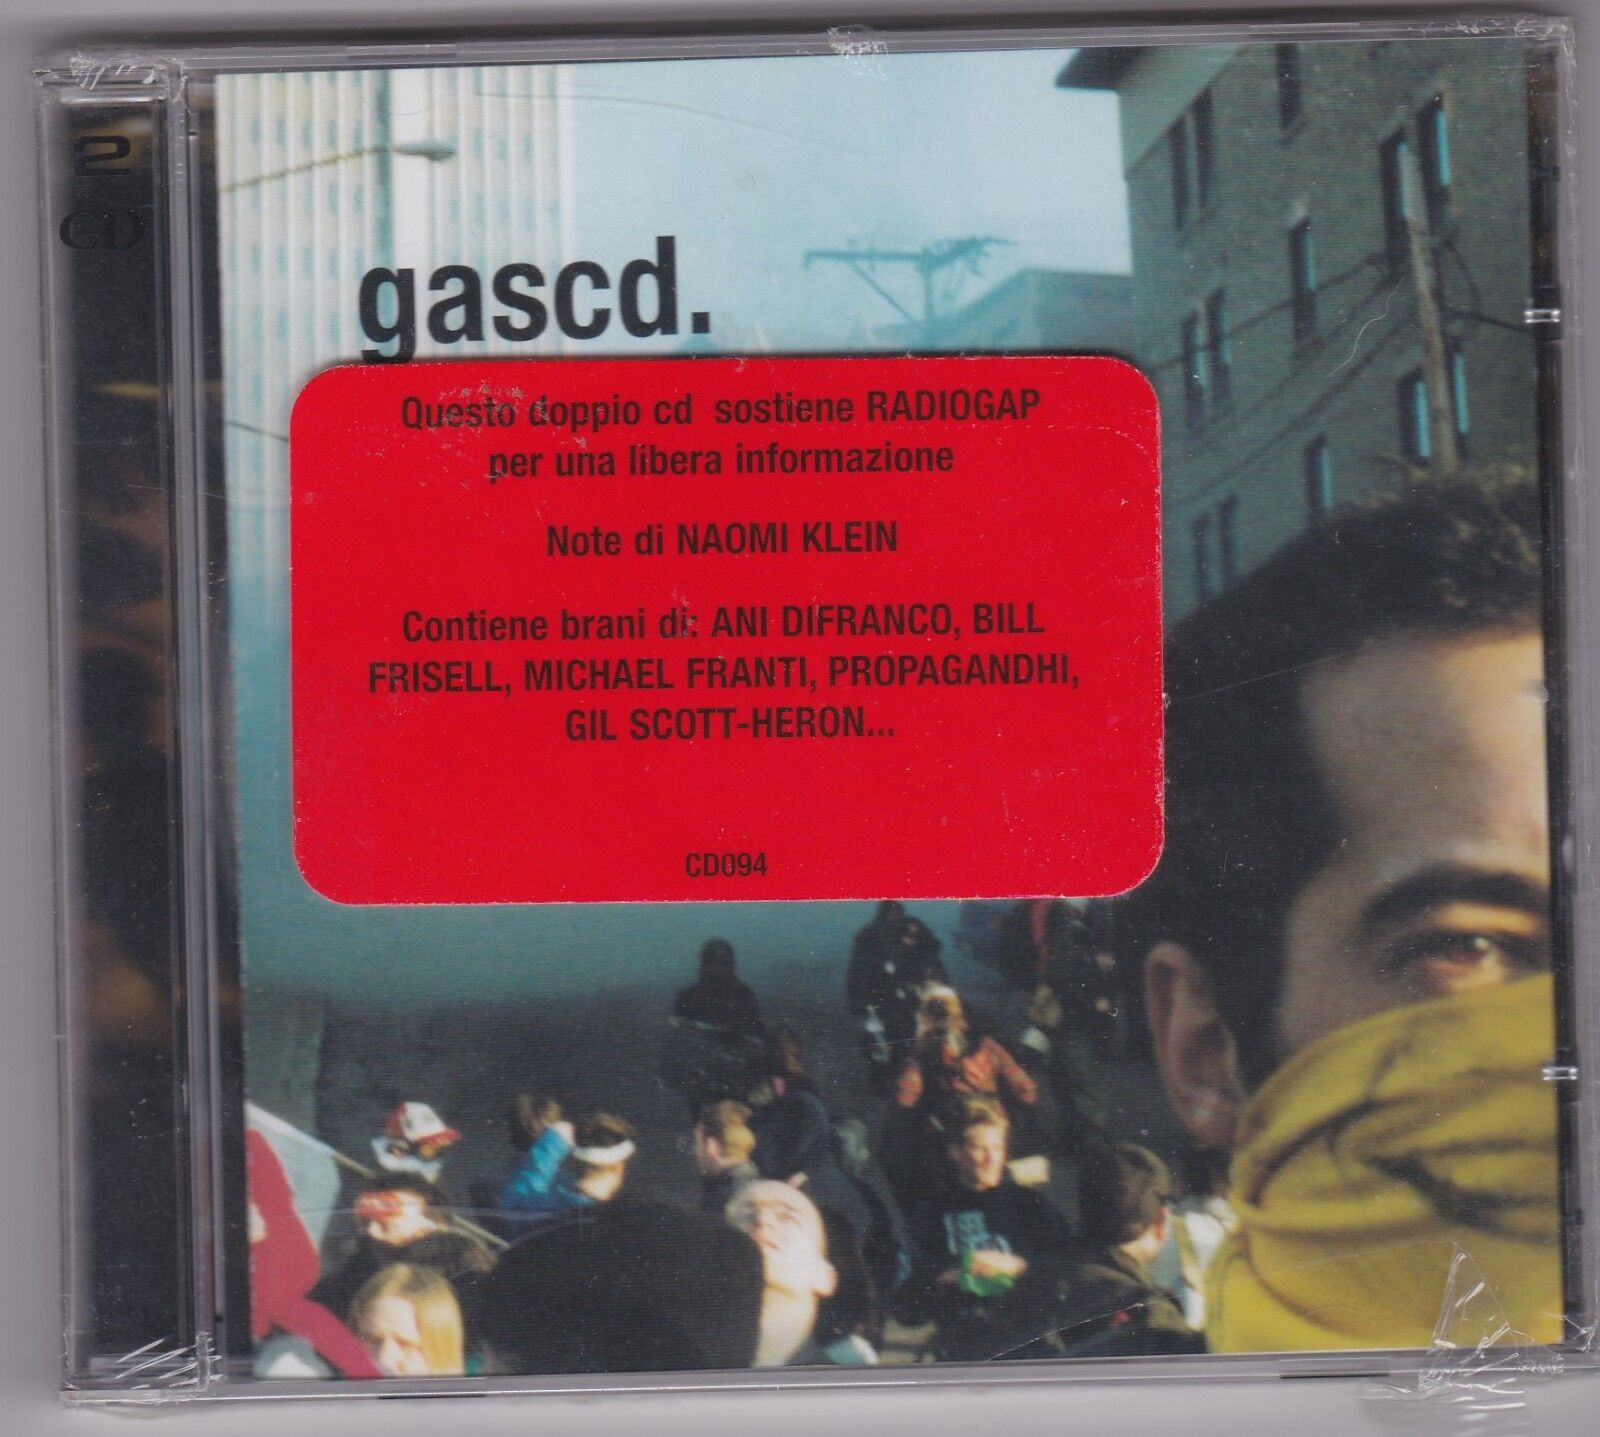 2
CD
gascd.
Questo doppio cd sostiene RADIOGAP
per una libera informazione
Note di NAOMI KLEIN
Contiene brani di: ANI DIFRANCO, BILL
FRISELL, MICHAEL FRANTI, PROPAGANDHI,
GIL SCOTT-HERON...
CD094